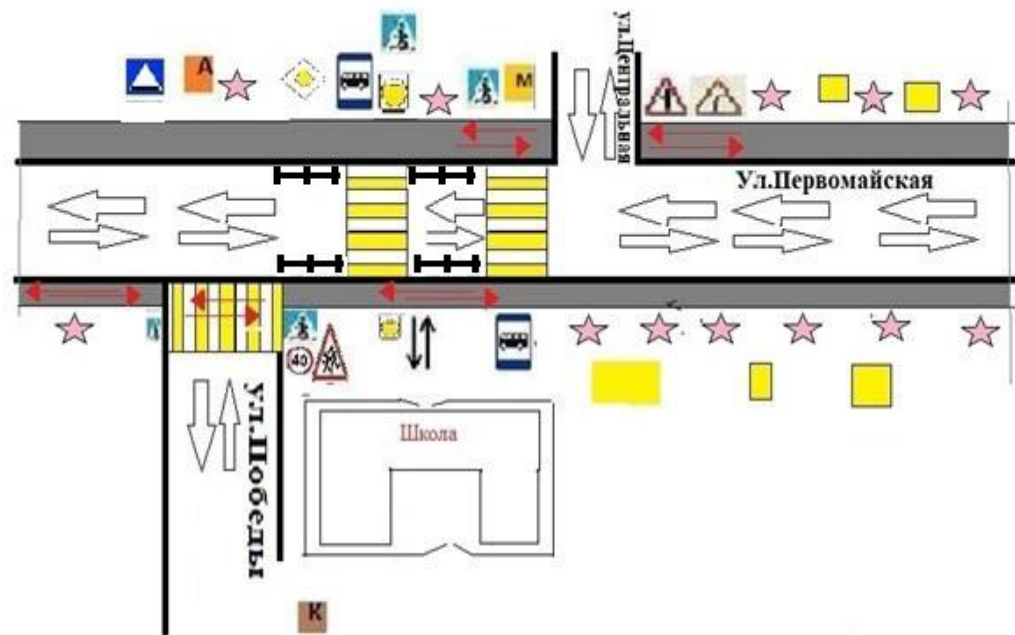 ул.Центральная
А
М
Ул.Первомайская
40
ул.Победы
Школа
К